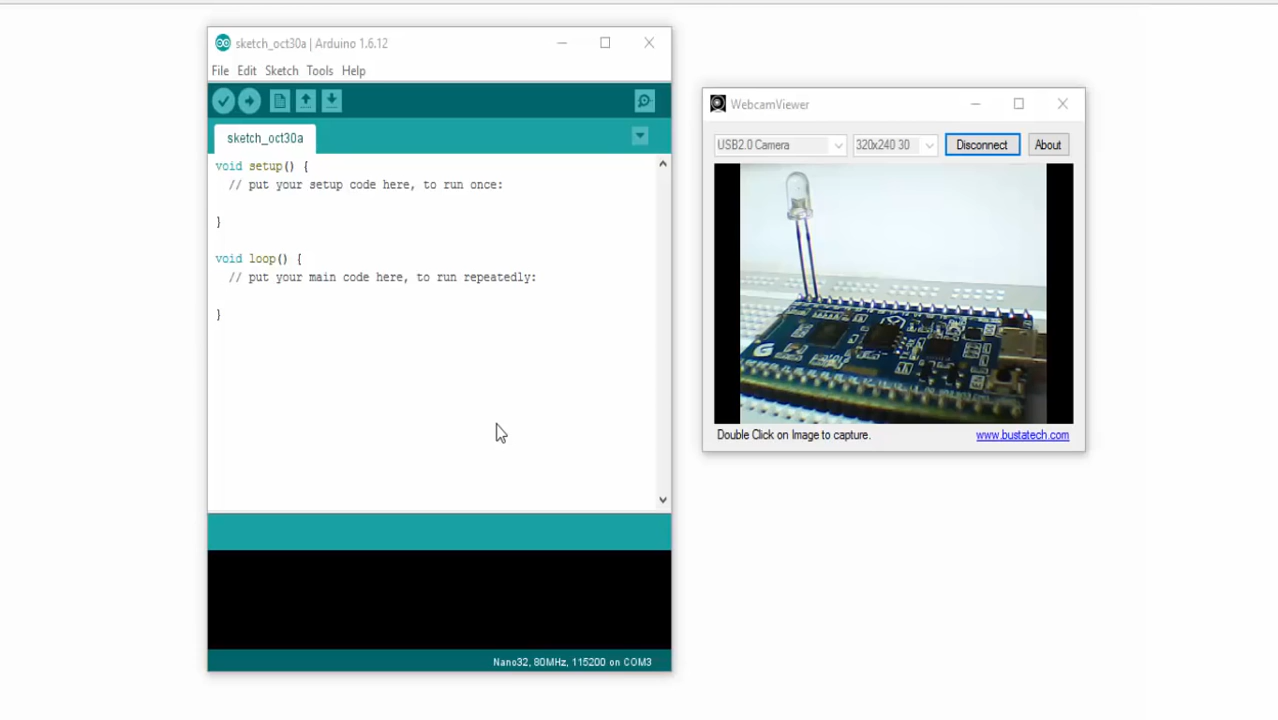 sketch_oct30a | Arduino 1.6.12
File Edit Sketch Tools Help
sketch_oct30a
void setup() {
// put your setup code here, to run once:
}
void loop() {
// put your main code here, to run repeatedly:
}
Nano32, 80MHz, 115200 on COM3
WebcamViewer
USB2.0 Camera 320x240 30 Disconnect About
Double Click on Image to capture. www.bustatech.com